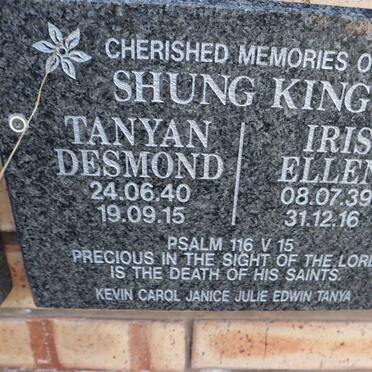 CHERISHED MEMORIES O
SHUNG KING
TANYAN DESMOND
24.06.40
19.09.15
IRIS
ELLEN
08.07.39
31.12.16
PSALM 116 V 15
PRECIOUS IN THE SIGHT OF THE LORD
IS THE DEATH OF HIS SAINTS.
KEVIN CAROL JANICE JULIE EDWIN TANYA